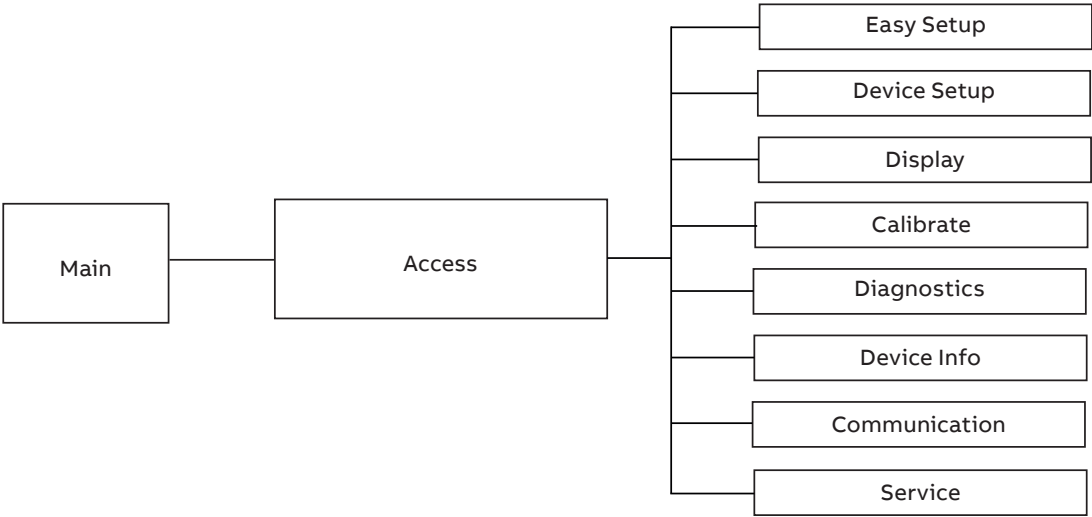 Main
Access
Easy Setup
Device Setup
Display
Calibrate
Diagnostics
Device Info
Communication
Service